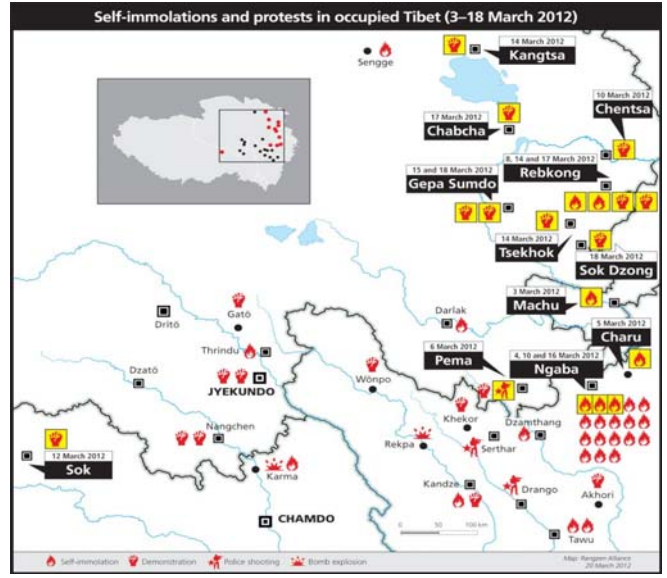 Self-immolations and protests in occupied Tibet (3–18 March 2012)
Sengge
14 March 2012
Kangtsa
17 March 2012
Chabcha
10 March 2012
Chentsa
8, 14 and 17 March 2012
Rebkong
15 and 18 March 2012
Gepa Sumdo
14 March 2012
Tsekhok
18 March 2012
Sok Dzong
3 March 2012
Machu
5 March 2012
Charu
6 March 2012
Pema
4, 10 and 16 March 2012
Ngaba
Darlak
Gatö
Dritö
Thrindu
Dzatö
JYEKUNDO
Wönpo
Nangchen
Khekor
Dzamthang
Rekpa
Serthar
12 March 2012
Sok
Karma
Kandze
Drango
Akhori
CHAMDO
Tawu
0 50 100 km
Self-immolation Demonstration Police shooting Bomb explosion
Map: Rangzen Alliance
20 March 2012